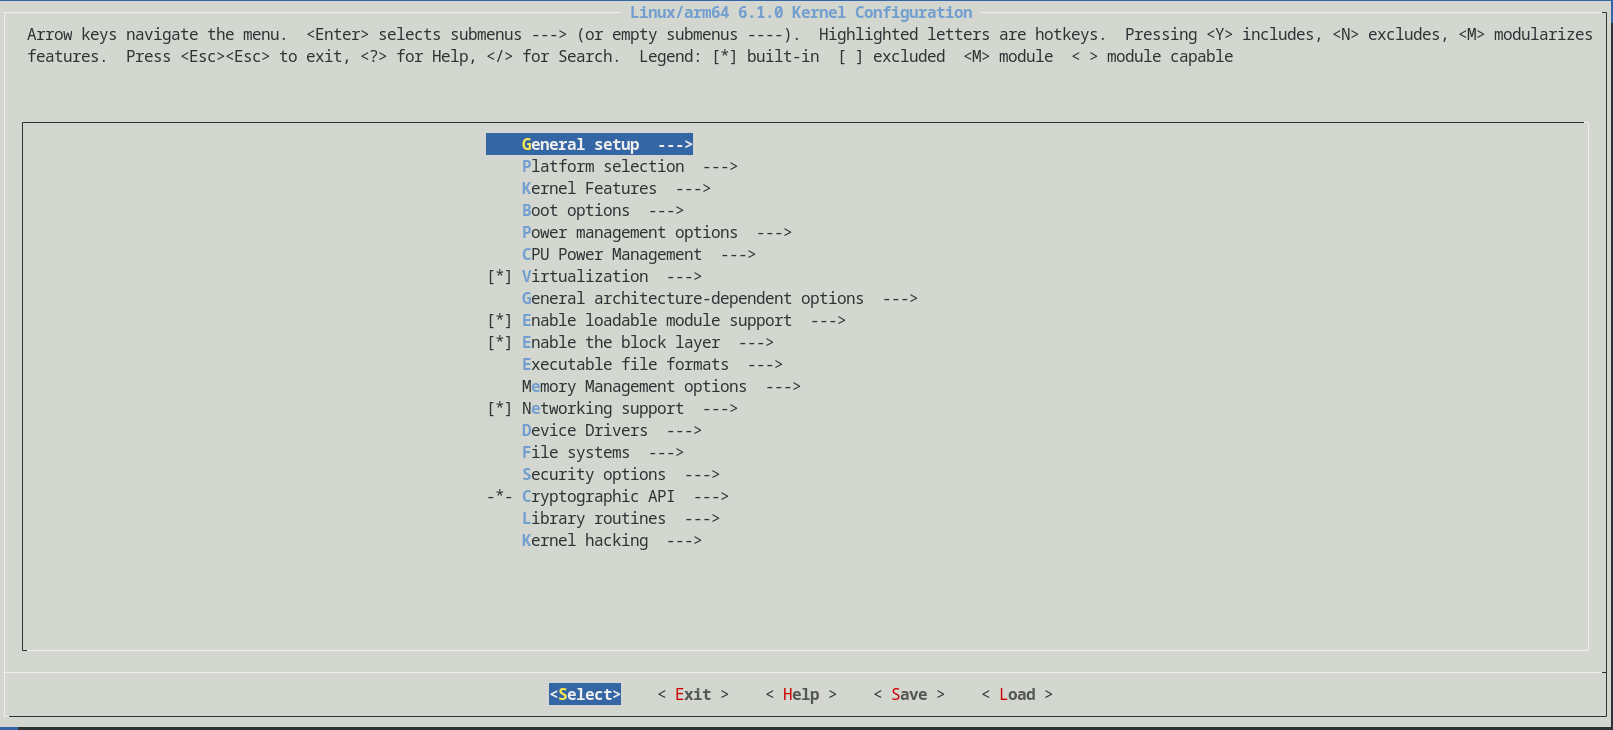 Linux/arm64 6.1.0 Kernel Configuration
Arrow keys navigate the menu.  <Enter> selects submenus ---> (or empty submenus ----).  Highlighted letters are hotkeys.  Pressing <Y> includes, <N> excludes, <M> modularizes
features.  Press <Esc><Esc> to exit, <?> for Help, </> for Search.  Legend: [*] built-in  [ ] excluded  <M> module  < > module capable
General setup  --->
Platform selection  --->
Kernel Features  --->
Boot options  --->
Power management options  --->
CPU Power Management  --->
[*] Virtualization  --->
General architecture-dependent options  --->
[*] Enable loadable module support  --->
[*] Enable the block layer  --->
Executable file formats  --->
Memory Management options  --->
[*] Networking support  --->
Device Drivers  --->
File systems  --->
Security options  --->
-*- Cryptographic API  --->
Library routines  --->
Kernel hacking  --->
<Select>    < Exit >    < Help >    < Save >    < Load >